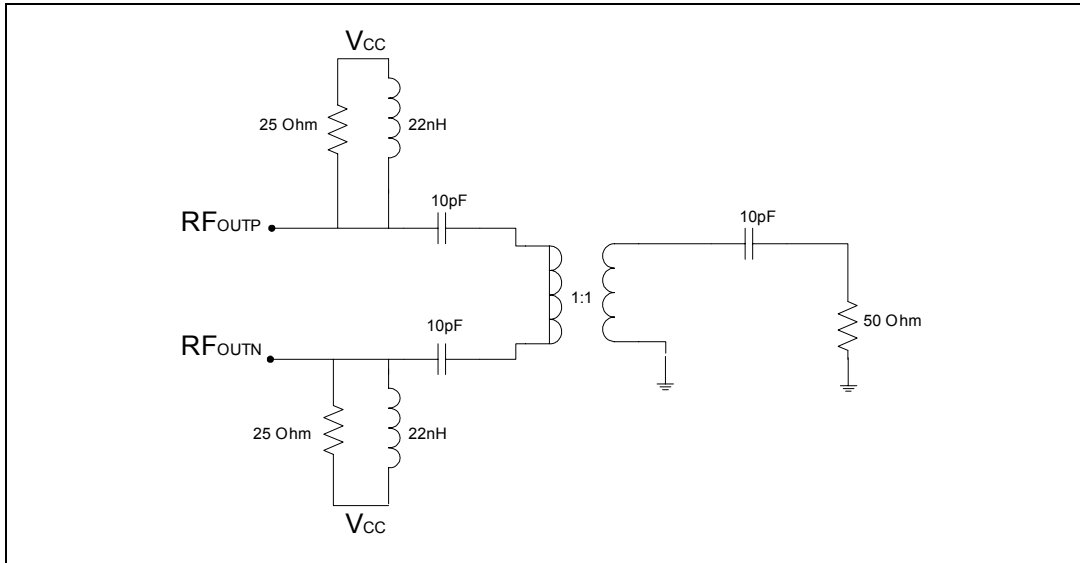 VCC
25 Ohm
22nH
10pF
RFOUTP
10pF
1:1
50 Ohm
10pF
RFOUTN
25 Ohm
22nH
VCC